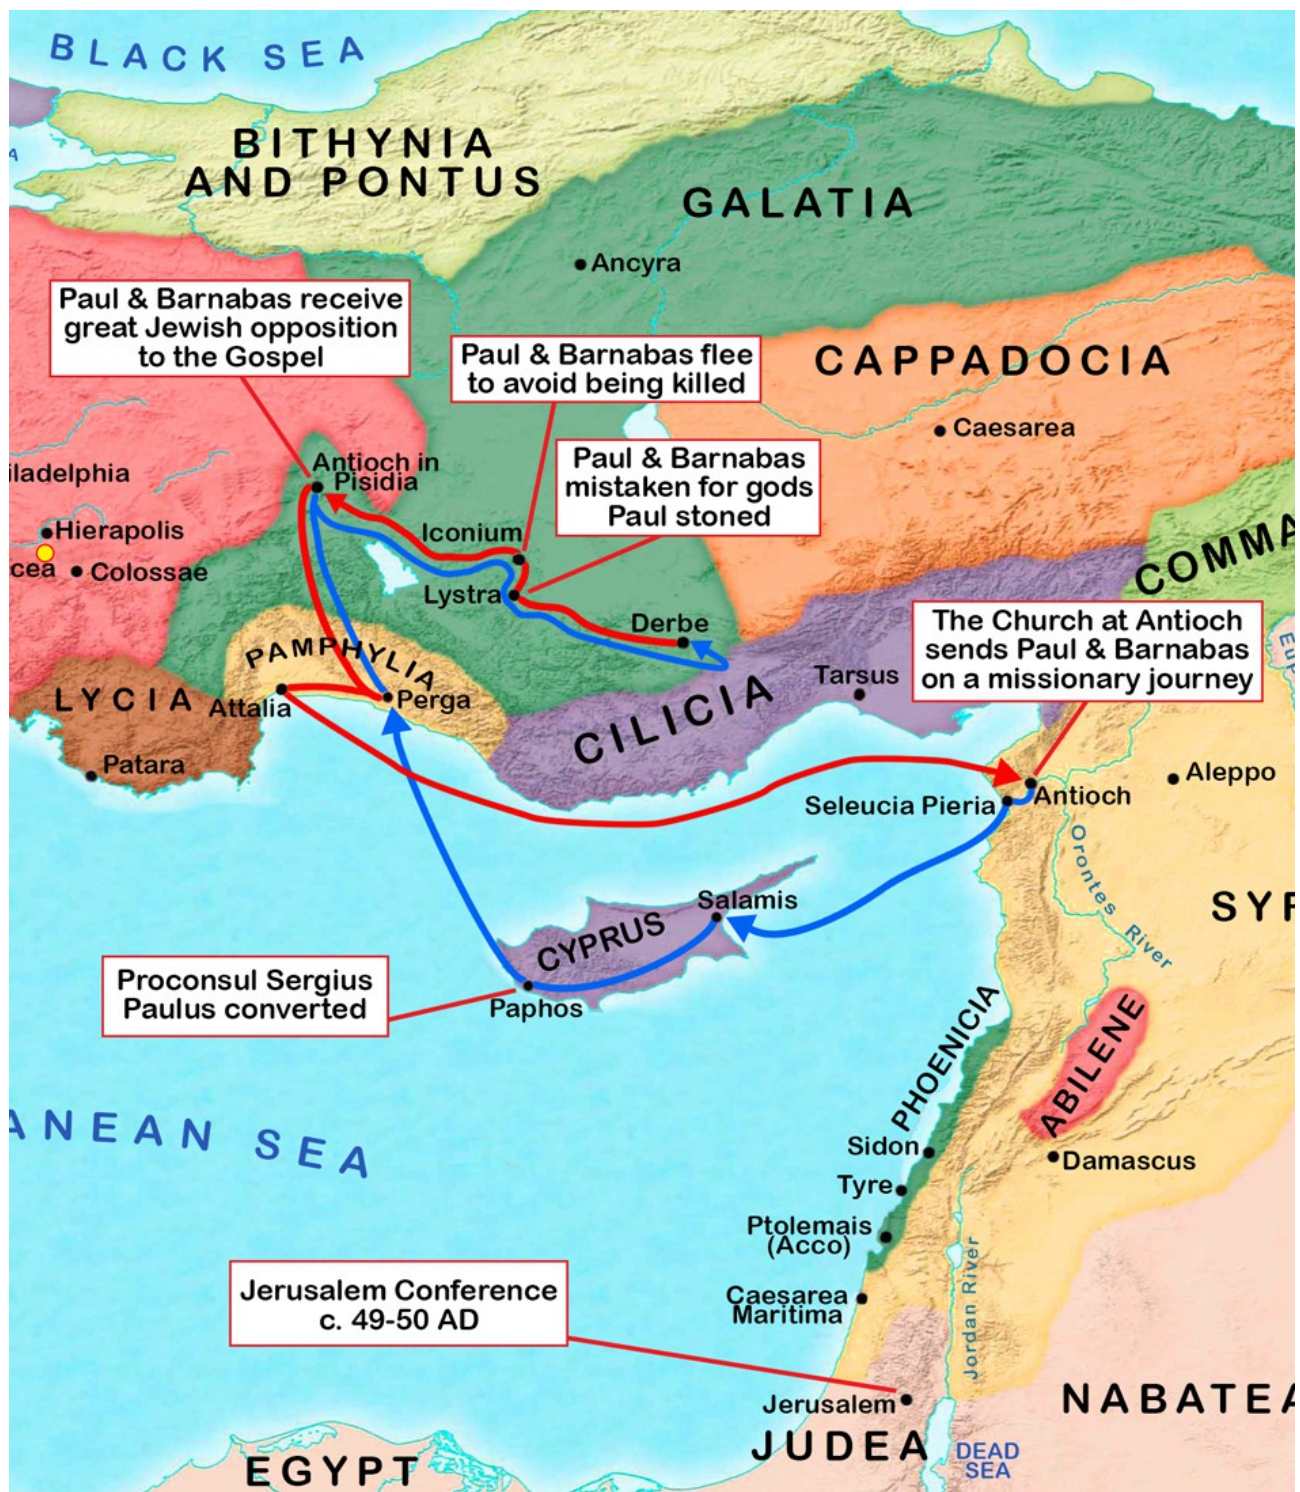 BLACK SEA
BITHYNIA
AND PONTUS
GALATIA
Ancyra
Paul & Barnabas receive
great Jewish opposition
to the Gospel
Paul & Barnabas flee
to avoid being killed
CAPPADOCIA
Caesarea
Paul & Barnabas
mistaken for gods
Paul stoned
Antioch in
Pisidia
iladelphia
Hierapolis
cea
Colossae
Iconium
Lystra
Derbe
COMMA
The Church at Antioch
sends Paul & Barnabas
on a missionary journey
Eup
PAMPHYLIA
LYCIA
Attalia
Perga
CILICIA
Tarsus
Patara
Aleppo
Seleucia Pieria
Antioch
Orontes River
SYR
Salamis
CYPRUS
Paphos
Proconsul Sergius
Paulus converted
PHOENICIA
ABILENE
ANEAN SEA
Sidon
Damascus
Tyre
Ptolemais
(Acco)
Jordan River
Caesarea
Maritima
Jerusalem Conference
c. 49-50 AD
Jerusalem
NABATEA
JUDEA
DEAD
SEA
EGYPT